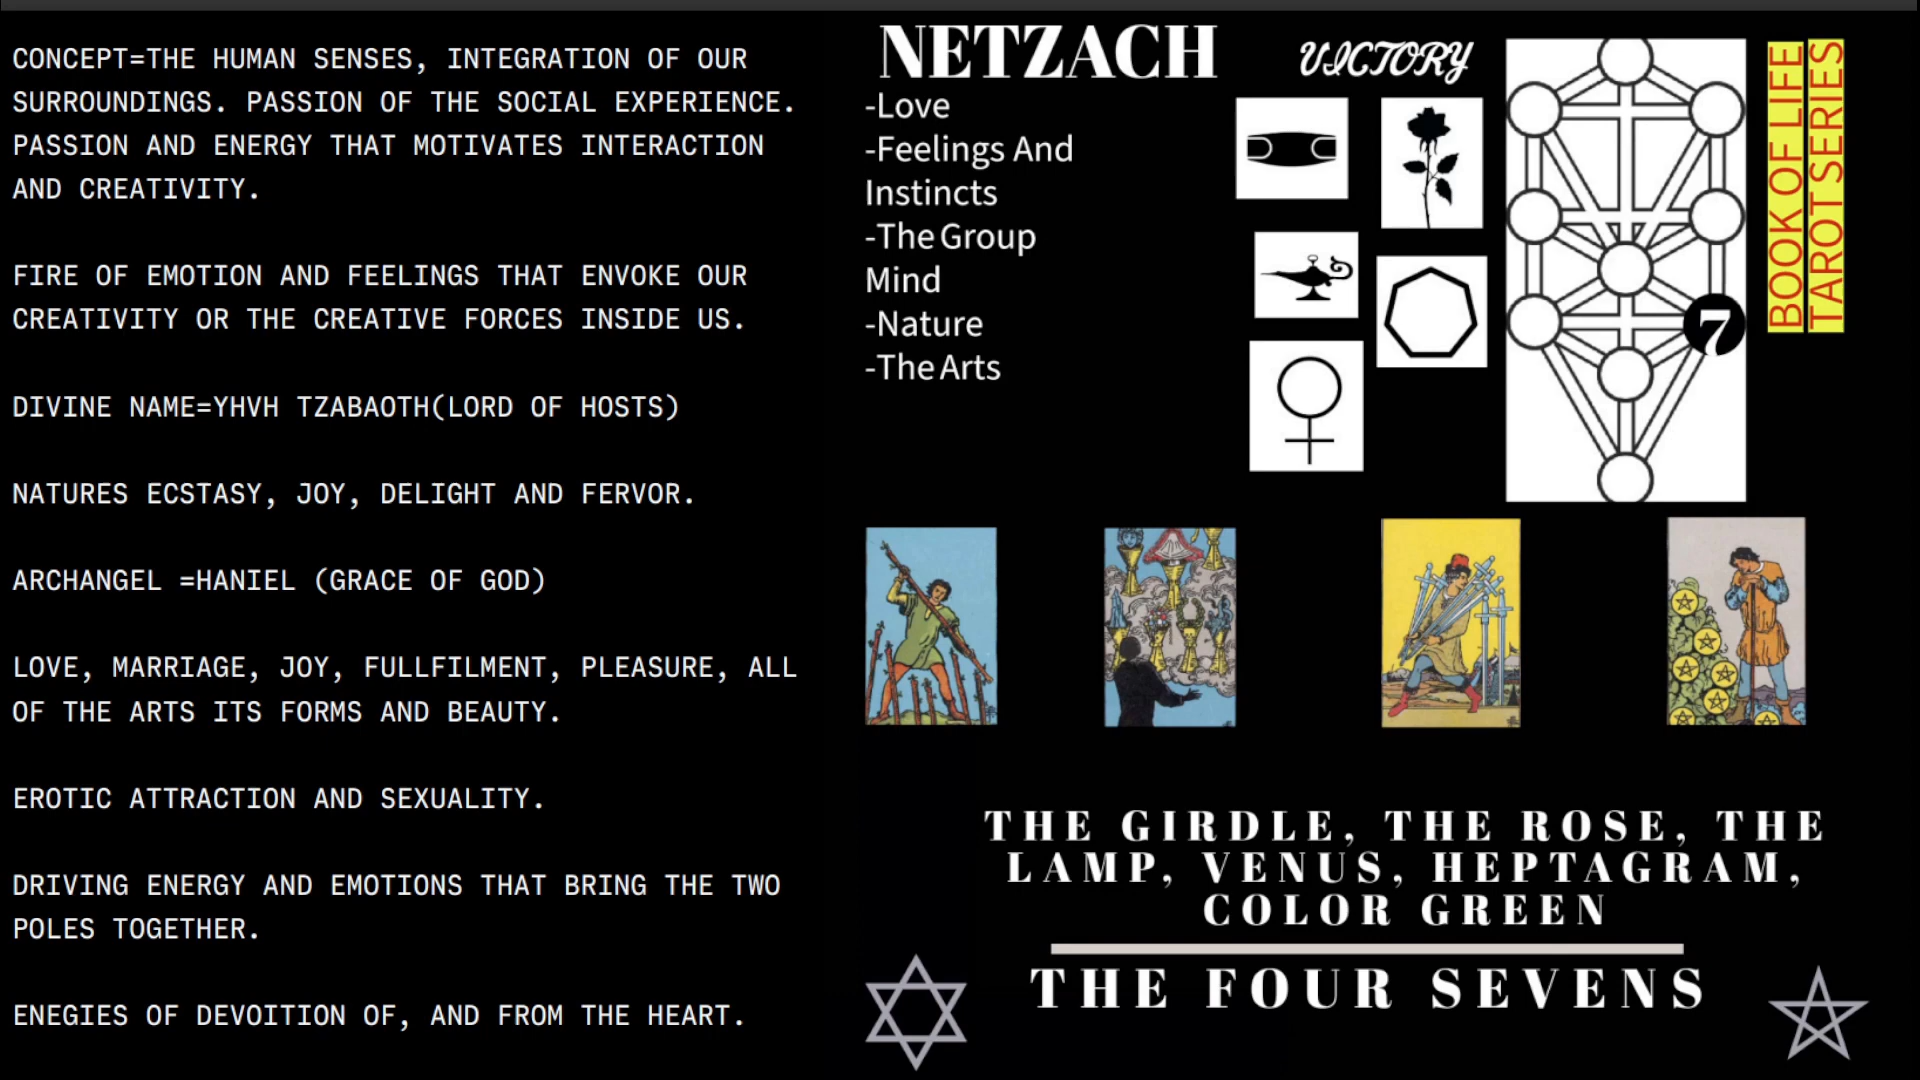 CONCEPT=THE HUMAN SENSES, INTEGRATION OF OUR
SURROUNDINGS. PASSION OF THE SOCIAL EXPERIENCE.
PASSION AND ENERGY THAT MOTIVATES INTERACTION
AND CREATIVITY.
FIRE OF EMOTION AND FEELINGS THAT ENVOKE OUR
CREATIVITY OR THE CREATIVE FORCES INSIDE US.
DIVINE NAME=YHVH TZABAOTH(LORD OF HOSTS)
NATURES ECSTASY, JOY, DELIGHT AND FERVOR.
ARCHANGEL =HANIEL (GRACE OF GOD)
LOVE, MARRIAGE, JOY, FULLFILMENT, PLEASURE, ALL
OF THE ARTS ITS FORMS AND BEAUTY.
EROTIC ATTRACTION AND SEXUALITY.
DRIVING ENERGY AND EMOTIONS THAT BRING THE TWO
POLES TOGETHER.
ENEGIES OF DEVOITION OF, AND FROM THE HEART.
NETZACH
-Love
-Feelings And
Instincts
-The Group
Mind
-Nature
-The Arts
VICTORY
7
BOOK OF LIFE
TAROT SERIES
THE GIRDLE, THE ROSE, THE
LAMP, VENUS, HEPTAGRAM,
COLOR GREEN
THE FOUR SEVENS